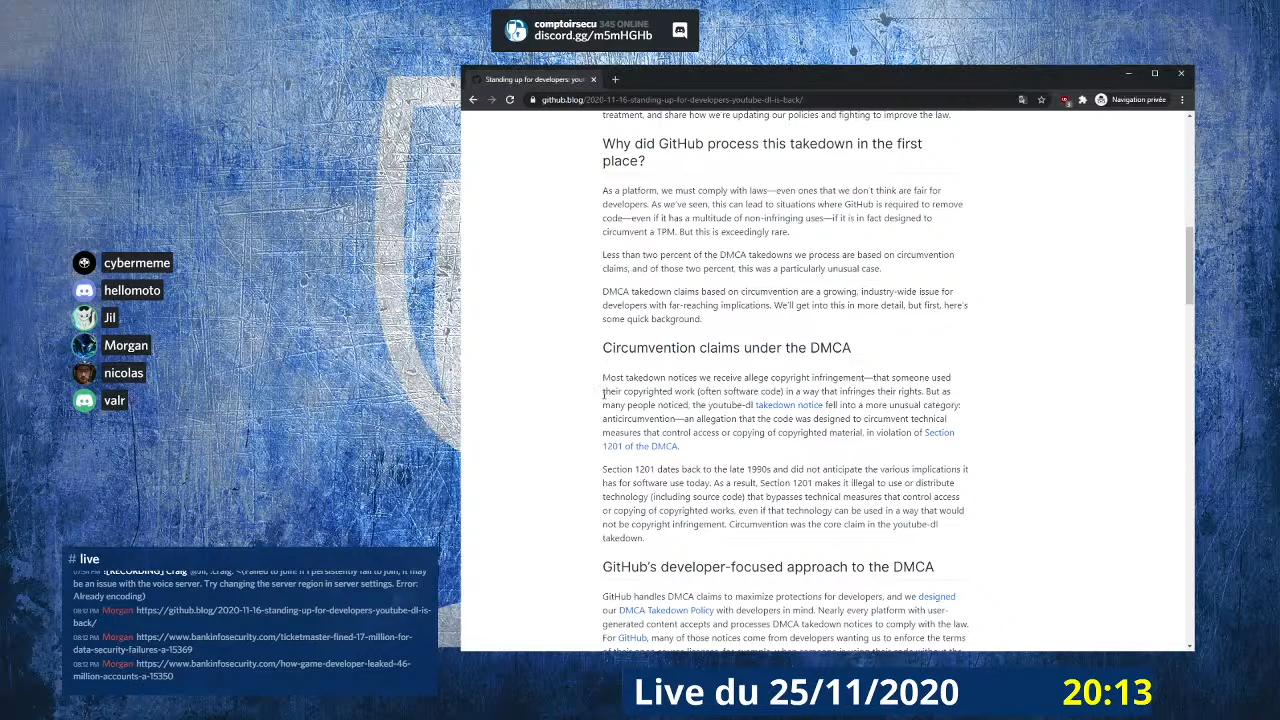 comptoirsecu 345 ONLINE
discord.gg/m5mHGHb
Standing up for developers: yout
github.blog/2020-11-16-standing-up-for-developers-youtube-dl-is-back/
Navigation privée
treatment, and share how we're updating our policies and fighting to improve the law.
Why did GitHub process this takedown in the first
place?
As a platform, we must comply with laws—even ones that we don't think are fair for
developers. As we've seen, this can lead to situations where GitHub is required to remove
code—even if it has a multitude of non-infringing uses—if it is in fact designed to
circumvent a TPM. But this is exceedingly rare.
Less than two percent of the DMCA takedowns we process are based on circumvention
claims, and of those two percent, this was a particularly unusual case.
DMCA takedown claims based on circumvention are a growing, industry-wide issue for
developers with far-reaching implications. We'll get into this in more detail, but first, here's
some quick background.
Circumvention claims under the DMCA
Most takedown notices we receive allege copyright infringement—that someone used
their copyrighted work (often software code) in a way that infringes their rights. But as
many people noticed, the youtube-dl takedown notice fell into a more unusual category:
anticircumvention—an allegation that the code was designed to circumvent technical
measures that control access or copying of copyrighted material, in violation of Section
1201 of the DMCA.
Section 1201 dates back to the late 1990s and did not anticipate the various implications it
has for software use today. As a result, Section 1201 makes it illegal to use or distribute
technology (including source code) that bypasses technical measures that control access
or copying of copyrighted works, even if that technology can be used in a way that would
not be copyright infringement. Circumvention was the core claim in the youtube-dl
takedown.
GitHub's developer-focused approach to the DMCA
GitHub handles DMCA claims to maximize protections for developers, and we designed
our DMCA Takedown Policy with developers in mind. Nearly every platform with user-
generated content accepts and processes DMCA takedown notices to comply with the law.
For GitHub, many of those notices come from developers wanting us to enforce the terms
cybermeme
hellomoto
Jil
Morgan
nicolas
valr
# live
be an issue with the voice server. Try changing the server region in server settings. Error:
Already encoding)
08:12 PM Morgan https://github.blog/2020-11-16-standing-up-for-developers-youtube-dl-is-
back/
08:12 PM Morgan https://www.bankinfosecurity.com/ticketmaster-fined-17-million-for-
data-security-failures-a-15369
08:12 PM Morgan https://www.bankinfosecurity.com/how-game-developer-leaked-46-
million-accounts-a-15350
Live du 25/11/2020
20:13